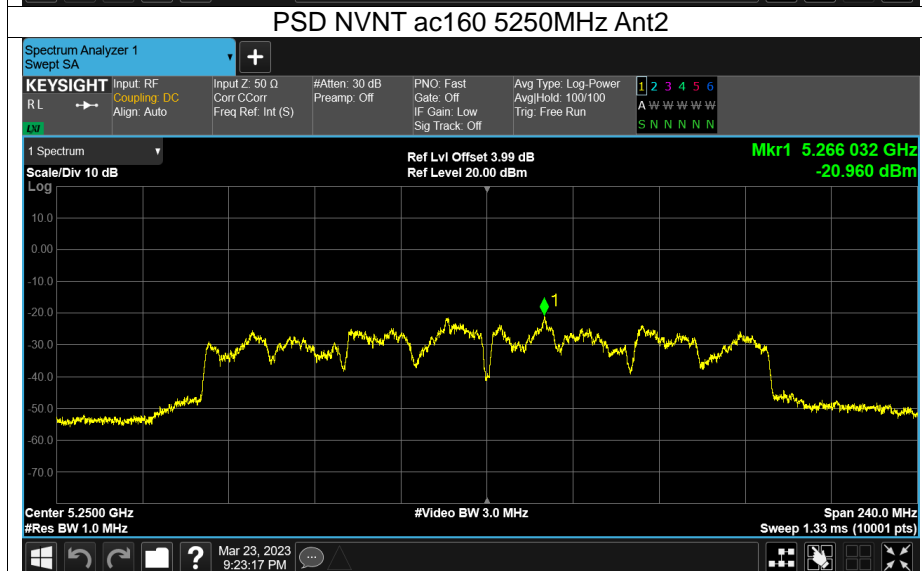 PSD NVNT ac160 5250MHz Ant2
Spectrum Analyzer 1
Swept SA
+
KEYSIGHT Input: RF Input Z: 50 Ω #Atten: 30 dB PNO: Fast Avg Type: Log-Power 1 2 3 4 5 6
RL Coupling: DC Corr CCorr Preamp: Off Gate: Off Avg|Hold: 100/100 A W W W W W
Align: Auto Freq Ref: Int (S) IF Gain: Low Trig: Free Run
LXI Sig Track: Off S N N N N N
1 Spectrum Ref Lvl Offset 3.99 dB Mkr1 5.266 032 GHz
Scale/Div 10 dB Ref Level 20.00 dBm -20.960 dBm
Log
10.0
0.00
-10.0
1
-20.0
-30.0
-40.0
-50.0
-60.0
-70.0
Center 5.2500 GHz #Video BW 3.0 MHz Span 240.0 MHz
#Res BW 1.0 MHz Sweep 1.33 ms (10001 pts)
? Mar 23, 2023
9:23:17 PM